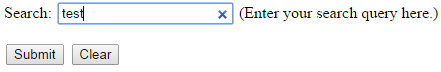 Search: test × (Enter your search query here.)
Submit Clear